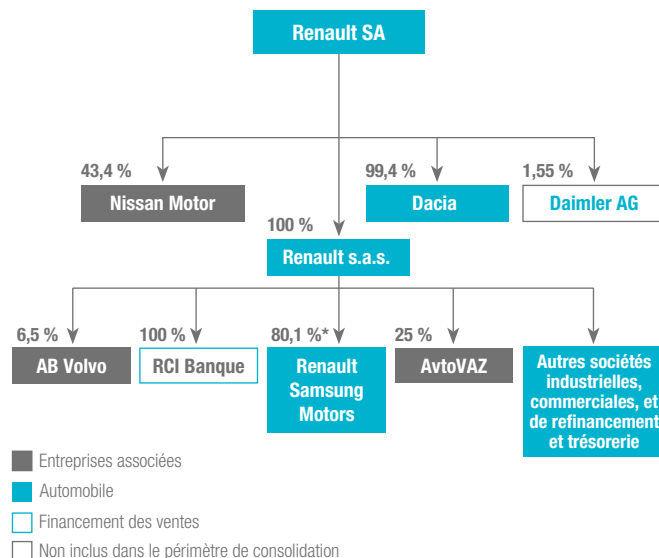 Renault SA
43,4 %
99,4 %
1,55 %
Nissan Motor
Dacia
Daimler AG
100 %
Renault s.a.s.
6,5 %
100 %
80,1 %*
25 %
AB Volvo
RCI Banque
Renault
Samsung
Motors
AvtoVAZ
Autres sociétés
industrielles,
commerciales, et
de refinancement
et trésorerie
Entreprises associées
Automobile
Financement des ventes
Non inclus dans le périmètre de consolidation